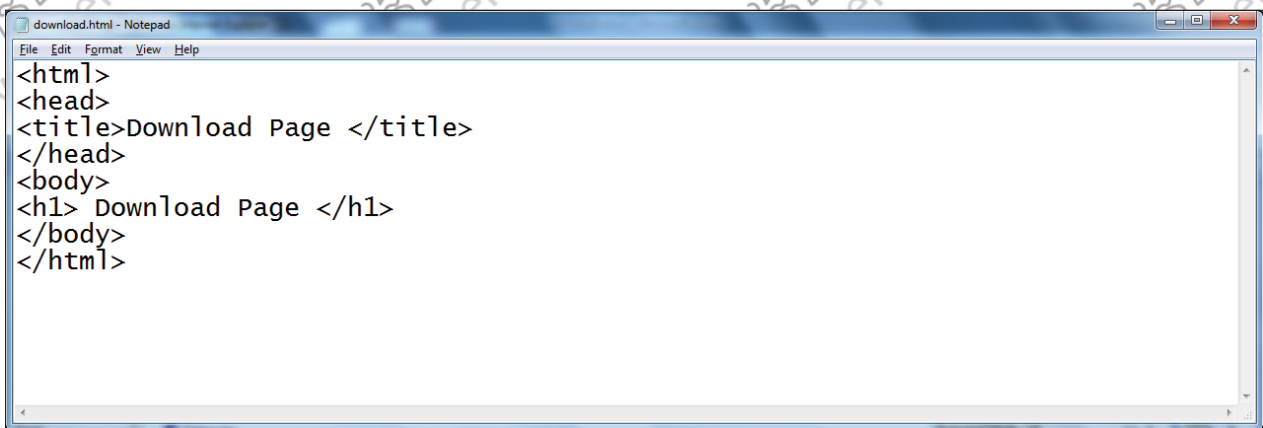 download.html - Notepad
File Edit Format View Help
<html>
<head>
<title>Download Page </title>
</head>
<body>
<h1> Download Page </h1>
</body>
</html>